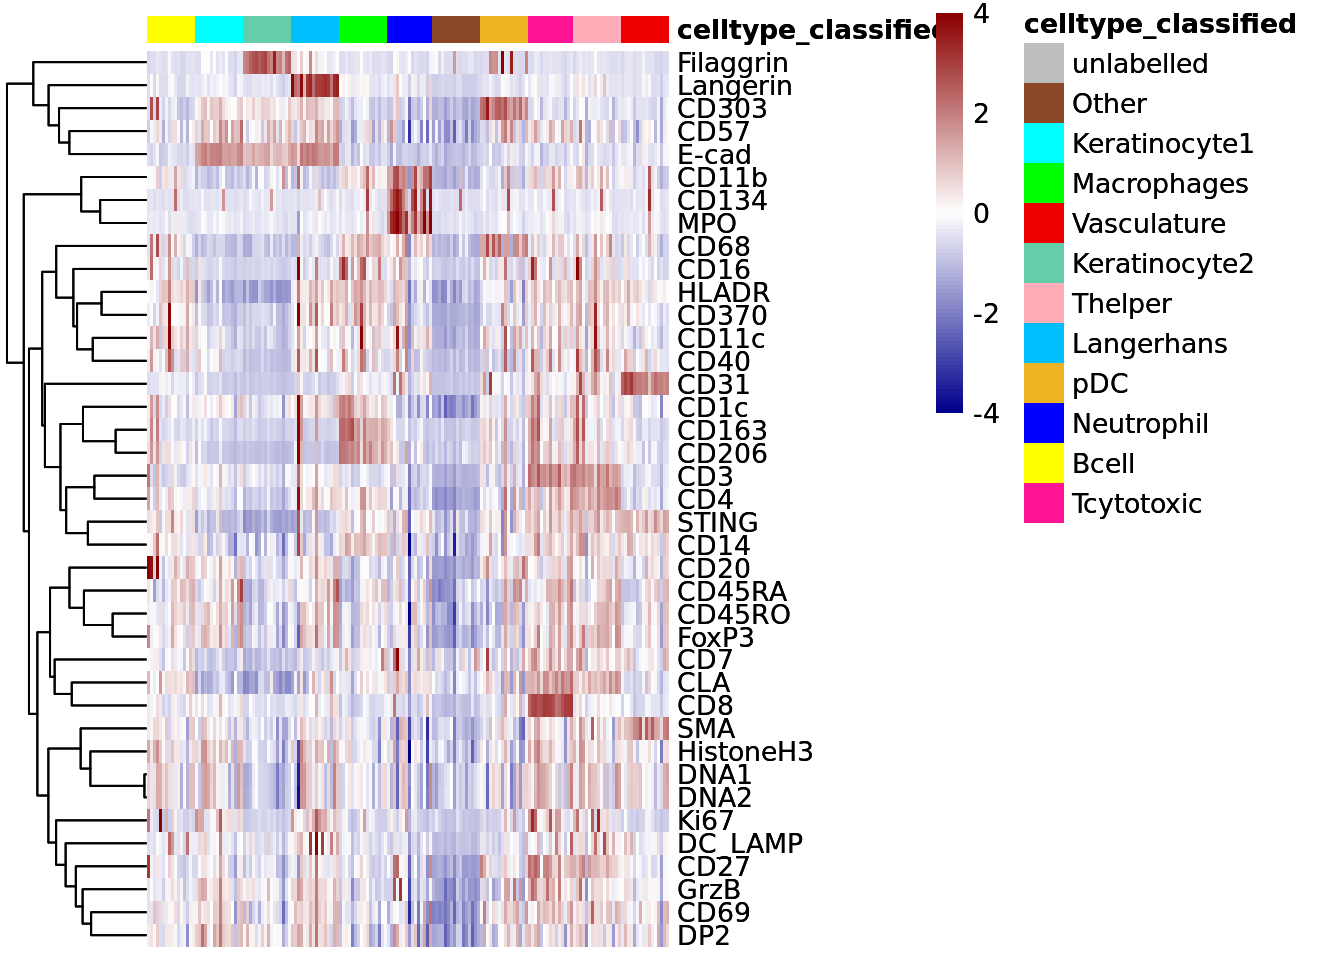 celltype_classified
Filaggrin
Langerin
CD303
CD57
E-cad
CD11b
CD134
MPO
CD68
CD16
HLADR
CD370
CD11c
CD40
CD31
CD1c
CD163
CD206
CD3
CD4
STING
CD14
CD20
CD45RA
CD45RO
FoxP3
CD7
CLA
CD8
SMA
HistoneH3
DNA1
DNA2
Ki67
DC_LAMP
CD27
GrzB
CD69
DP2
4
2
0
-2
-4
celltype_classified
unlabelled
Other
Keratinocyte1
Macrophages
Vasculature
Keratinocyte2
Thelper
Langerhans
pDC
Neutrophil
Bcell
Tcytotoxic